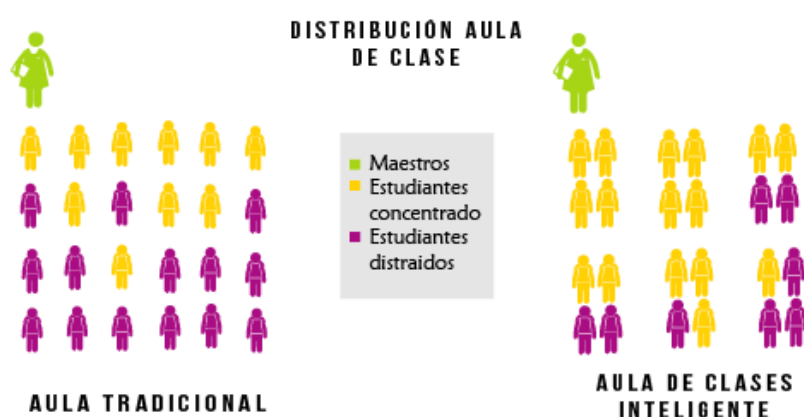 DISTRIBUCIÓN AULA
DE CLASE
Maestros
Estudiantes
concentrado
Estudiantes
distraidos
AULA TRADICIONAL
AULA DE CLASES
INTELIGENTE